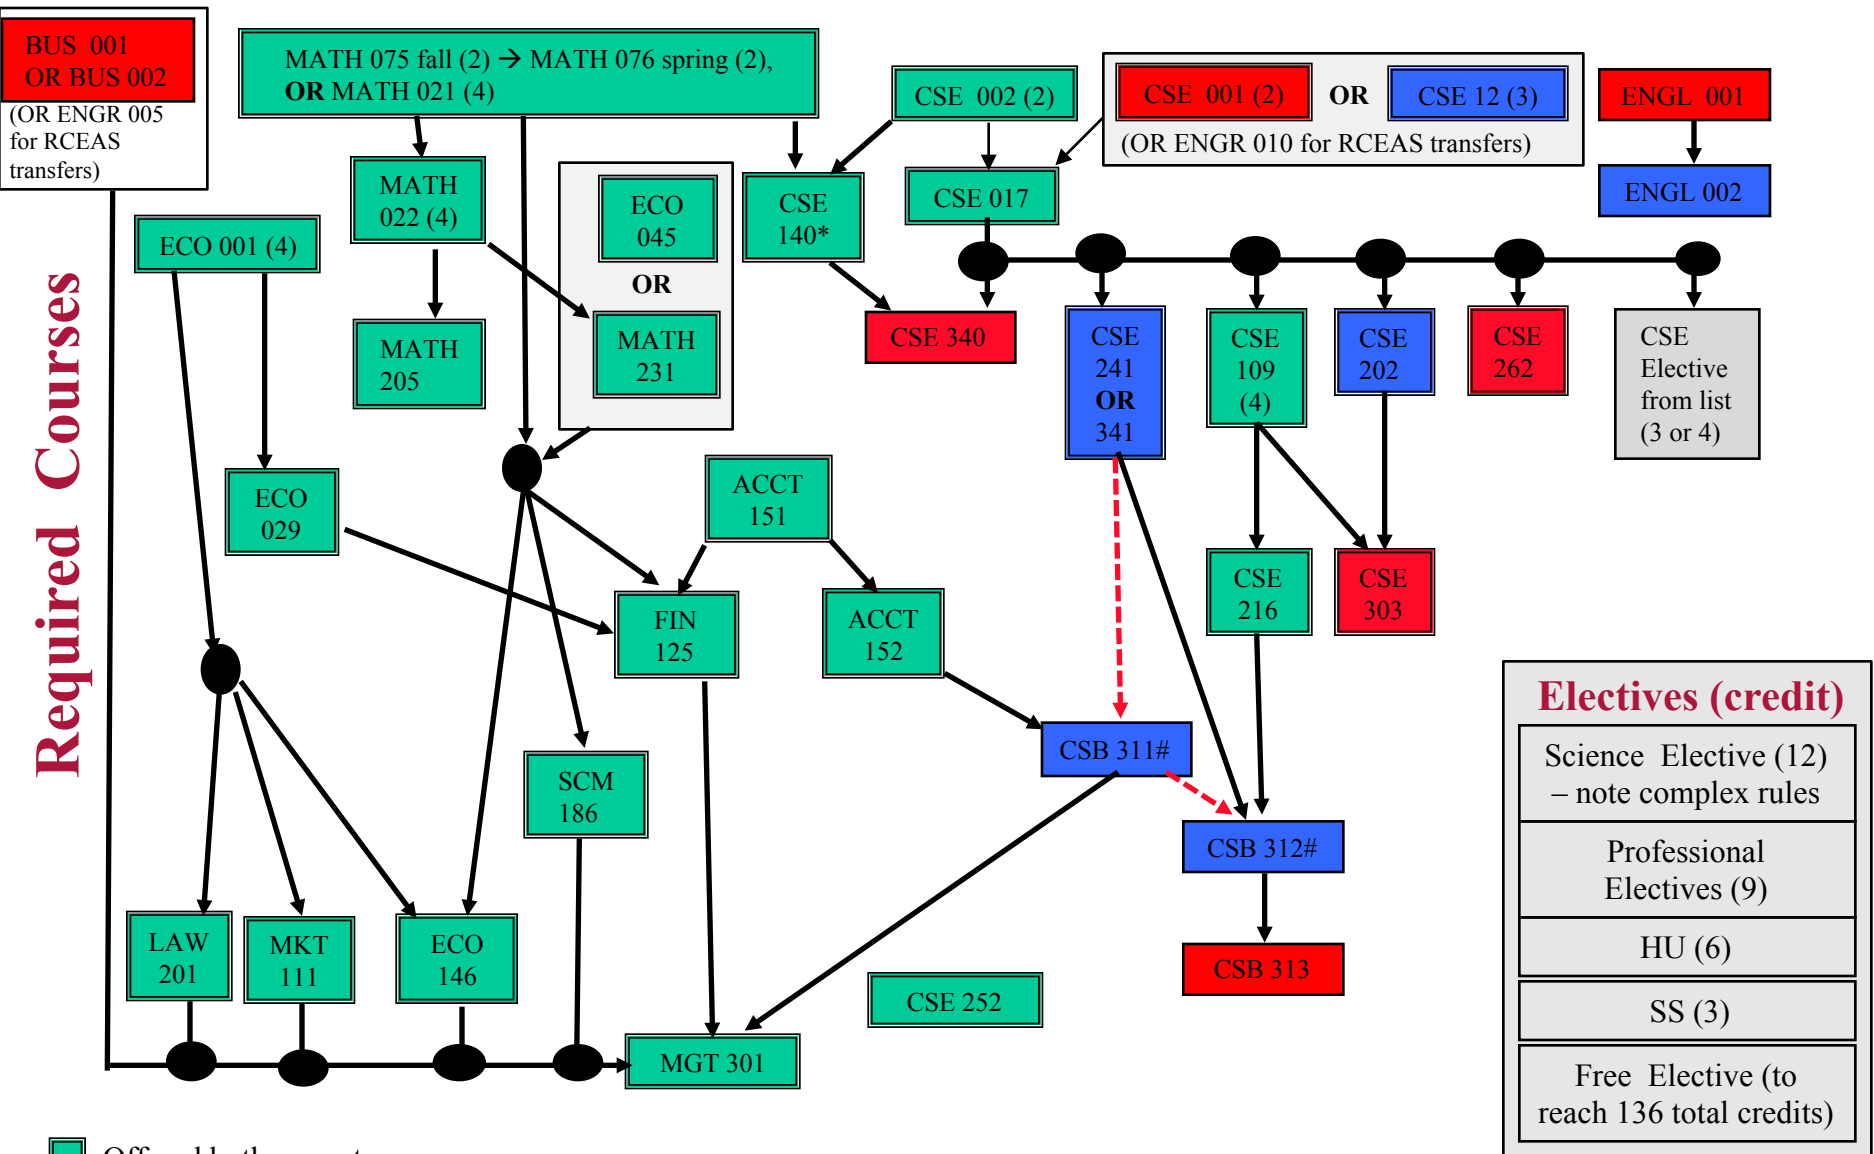 BUS 001
OR BUS 002
(OR ENGR 005
for RCEAS
transfers)
MATH 075 fall (2) → MATH 076 spring (2),
OR MATH 021 (4)
CSE 002 (2)
CSE 001 (2)
OR
CSE 12 (3)
(OR ENGR 010 for RCEAS transfers)
ENGL 001
ENGL 002
Required Courses
ECO 001 (4)
MATH
022 (4)
ECO
045
OR
MATH
231
CSE
140*
CSE 017
MATH
205
CSE 340
CSE
241
OR
341
CSE
109
(4)
CSE
202
CSE
262
CSE
Elective
from list
(3 or 4)
ECO
029
ACCT
151
FIN
125
ACCT
152
CSE
216
CSE
303
CSB 311#
SCM
186
CSB 312#
LAW
201
MKT
111
ECO
146
CSE 252
CSB 313
MGT 301
Electives (credit)
Science Elective (12)
– note complex rules
Professional
Electives (9)
HU (6)
SS (3)
Free Elective (to
reach 136 total credits)